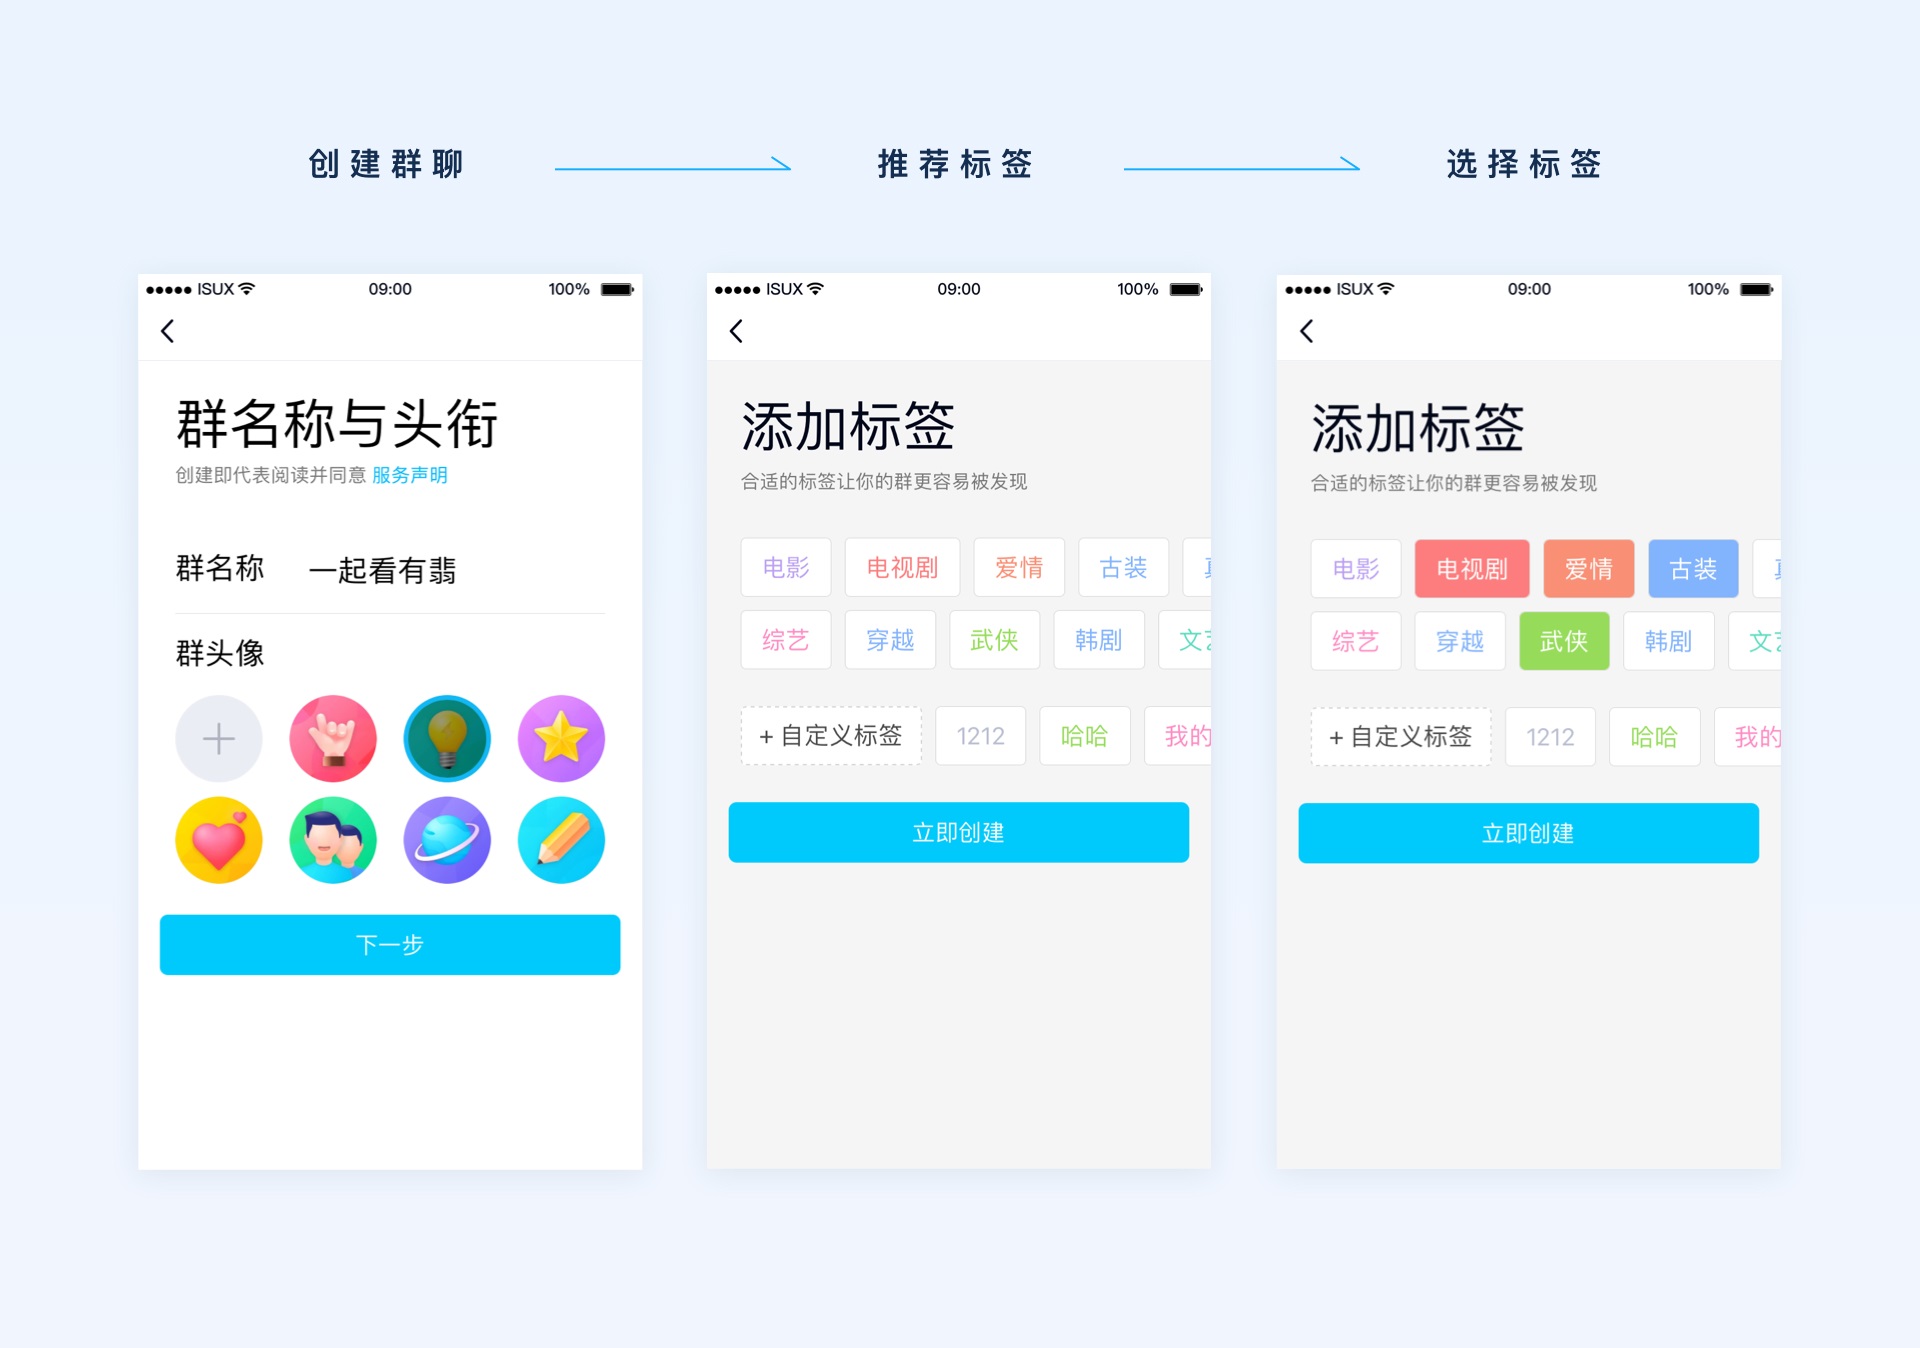 创建群聊
推荐标签
选择标签
ISUX 09:00 100%
群名称与头衔
创建即代表阅读并同意 服务声明
群名称 一起看有翡
群头像
下一步
ISUX 09:00 100%
添加标签
合适的标签让你的群更容易被发现
电影 电视剧 爱情 古装
综艺 穿越 武侠 韩剧 文
+ 自定义标签 1212 哈哈 我的
立即创建
ISUX 09:00 100%
添加标签
合适的标签让你的群更容易被发现
电影 电视剧 爱情 古装
综艺 穿越 武侠 韩剧 文
+ 自定义标签 1212 哈哈 我的
立即创建